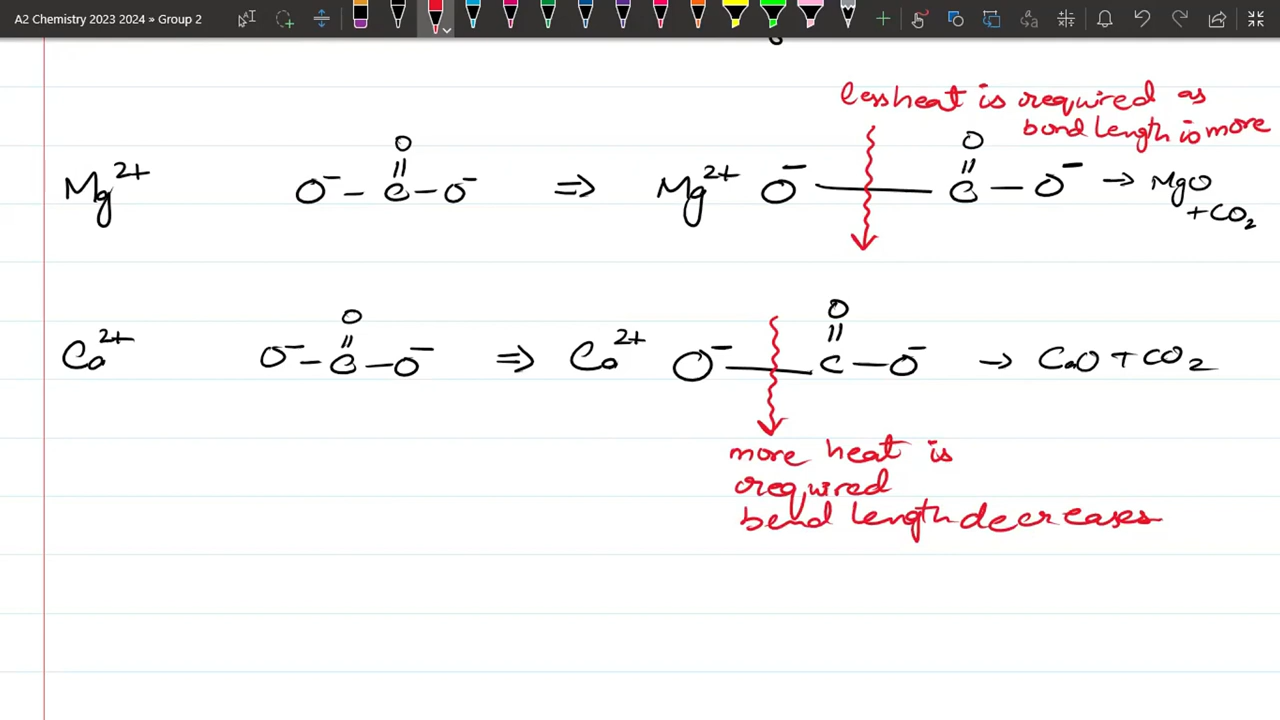 A2 Chemistry 2023 2024 » Group 2
less heat is required as
bond length is more
O O
Mg²⁺ O⁻ – C – O⁻ ⇒ Mg²⁺ O⁻ — C — O⁻ → MgO
+ CO₂
O O
Ca²⁺ O⁻ – C – O⁻ ⇒ Ca²⁺ O⁻ — C — O⁻ → CaO + CO₂
more heat is
required
bend length decreases